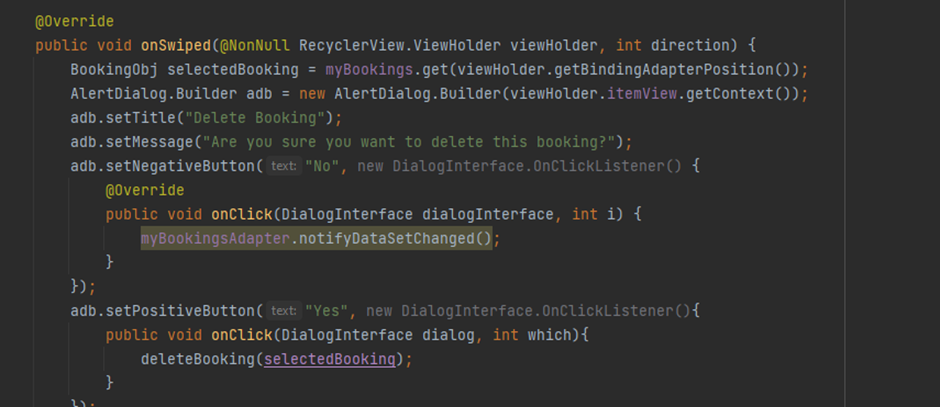 @Override
public void onSwiped(@NonNull RecyclerView.ViewHolder viewHolder, int direction) {
BookingObj selectedBooking = myBookings.get(viewHolder.getBindingAdapterPosition());
AlertDialog.Builder adb = new AlertDialog.Builder(viewHolder.itemView.getContext());
adb.setTitle("Delete Booking");
adb.setMessage("Are you sure you want to delete this booking?");
adb.setNegativeButton( text: "No", new DialogInterface.OnClickListener() {
@Override
public void onClick(DialogInterface dialogInterface, int i) {
myBookingsAdapter.notifyDataSetChanged();
}
});
adb.setPositiveButton( text: "Yes", new DialogInterface.OnClickListener(){
public void onClick(DialogInterface dialog, int which){
deleteBooking(selectedBooking);
}
});